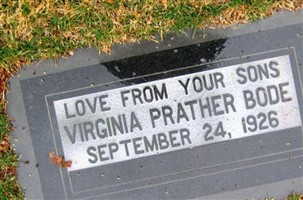 LOVE FROM YOUR SONS
VIRGINIA PRATHER BODE
SEPTEMBER 24, 1926